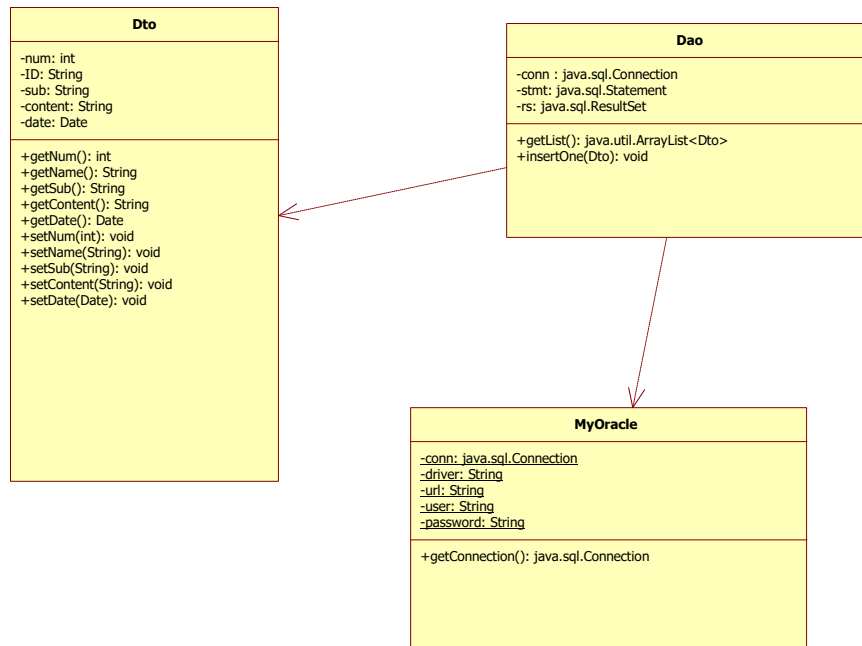 Dto
-num: int
-ID: String
-sub: String
-content: String
-date: Date
+getNum(): int
+getName(): String
+getSub(): String
+getContent(): String
+getDate(): Date
+setNum(int): void
+setName(String): void
+setSub(String): void
+setContent(String): void
+setDate(Date): void
Dao
-conn : java.sql.Connection
-stmt: java.sql.Statement
-rs: java.sql.ResultSet
+getList(): java.util.ArrayList<Dto>
+insertOne(Dto): void
MyOracle
-conn: java.sql.Connection
-driver: String
-url: String
-user: String
-password: String
+getConnection(): java.sql.Connection